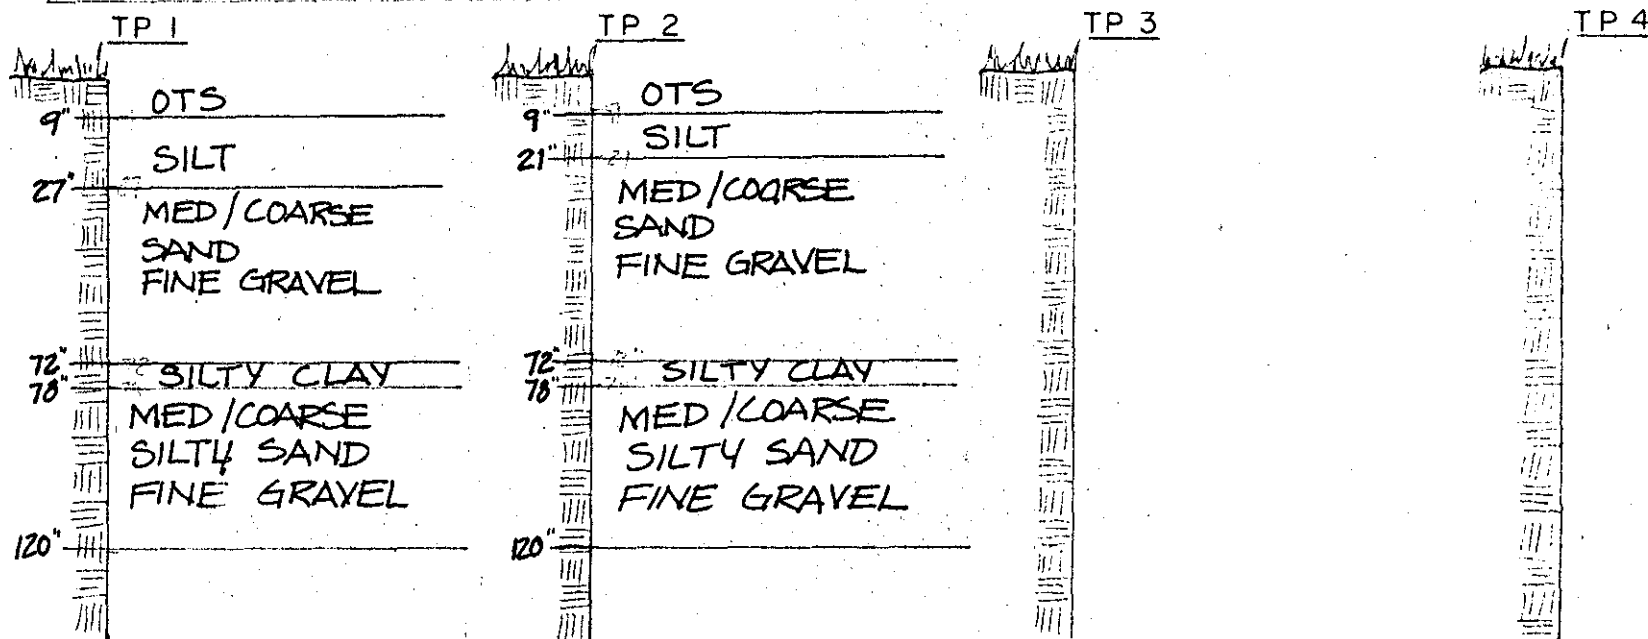 TP 1
OTS
9"
SILT
27"
MED/COARSE
SAND
FINE GRAVEL
72"
SILTY CLAY
78"
MED/COARSE
SILTY SAND
FINE GRAVEL
120"
TP 2
OTS
9"
SILT
21"
MED/COARSE
SAND
FINE GRAVEL
72"
SILTY CLAY
78"
MED/COARSE
SILTY SAND
FINE GRAVEL
120"
TP 3
TP 4